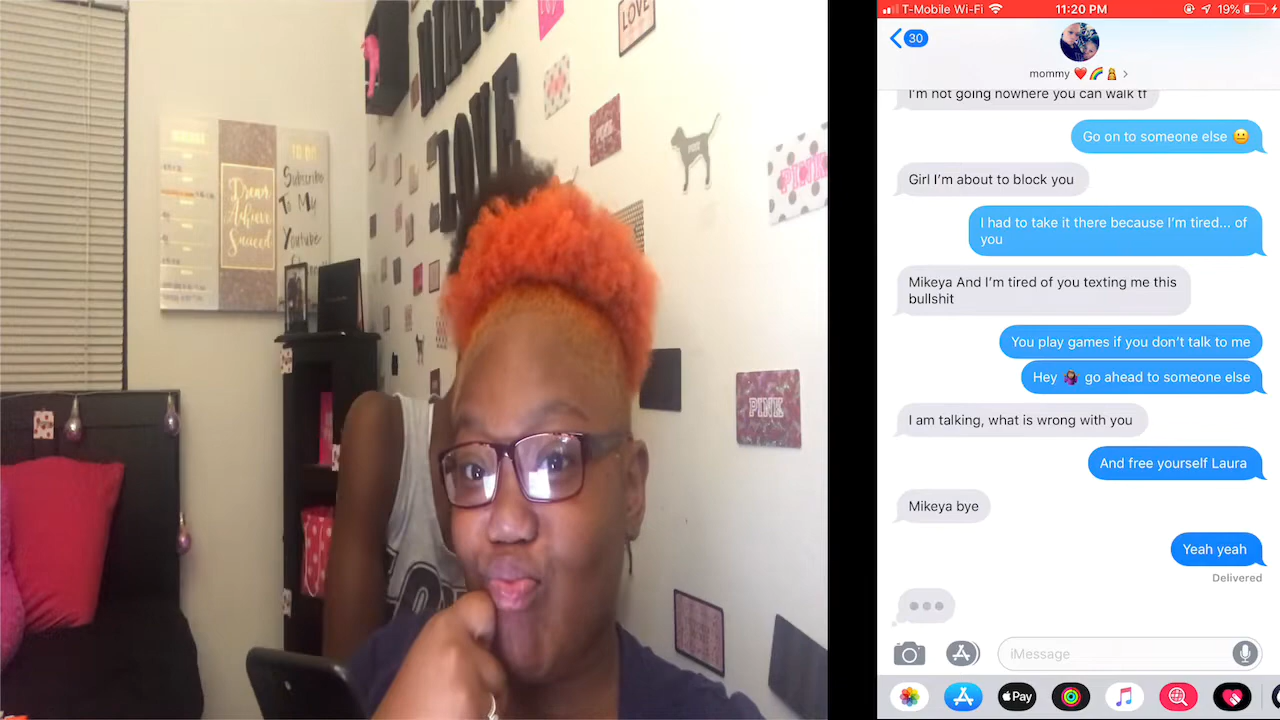 LOVE
LOVE
PINK
PINK
TO DO
Dream
Achieve
Succeed
Subscribe
To My
Youtube
PINK
T-Mobile Wi-Fi
11:20 PM
19%
30
mommy ❤️🌈
I'm not going nowhere you can walk tf
Go on to someone else 😐
Girl I'm about to block you
I had to take it there because I'm tired... of
you
Mikeya And I'm tired of you texting me this
bullshit
You play games if you don't talk to me
Hey 🤷🏾‍♀️ go ahead to someone else
I am talking, what is wrong with you
And free yourself Laura
Mikeya bye
Yeah yeah
Delivered
iMessage
Pay